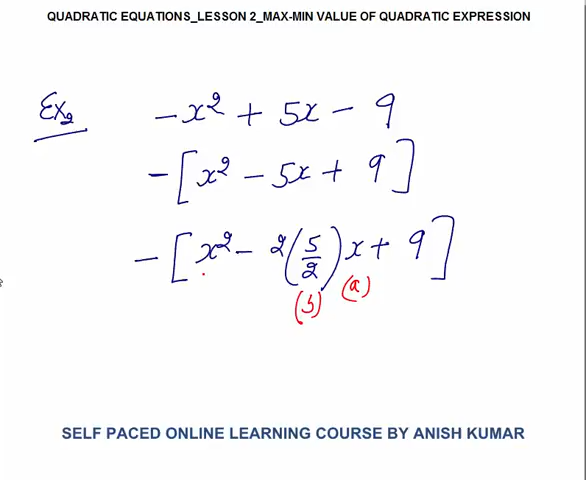 QUADRATIC EQUATIONS_LESSON 2_MAX-MIN VALUE OF QUADRATIC EXPRESSION
Ex₂ -x² + 5x - 9
-[x² - 5x + 9]
-[x² - 2(5/2)x + 9]
(b) (a)
SELF PACED ONLINE LEARNING COURSE BY ANISH KUMAR